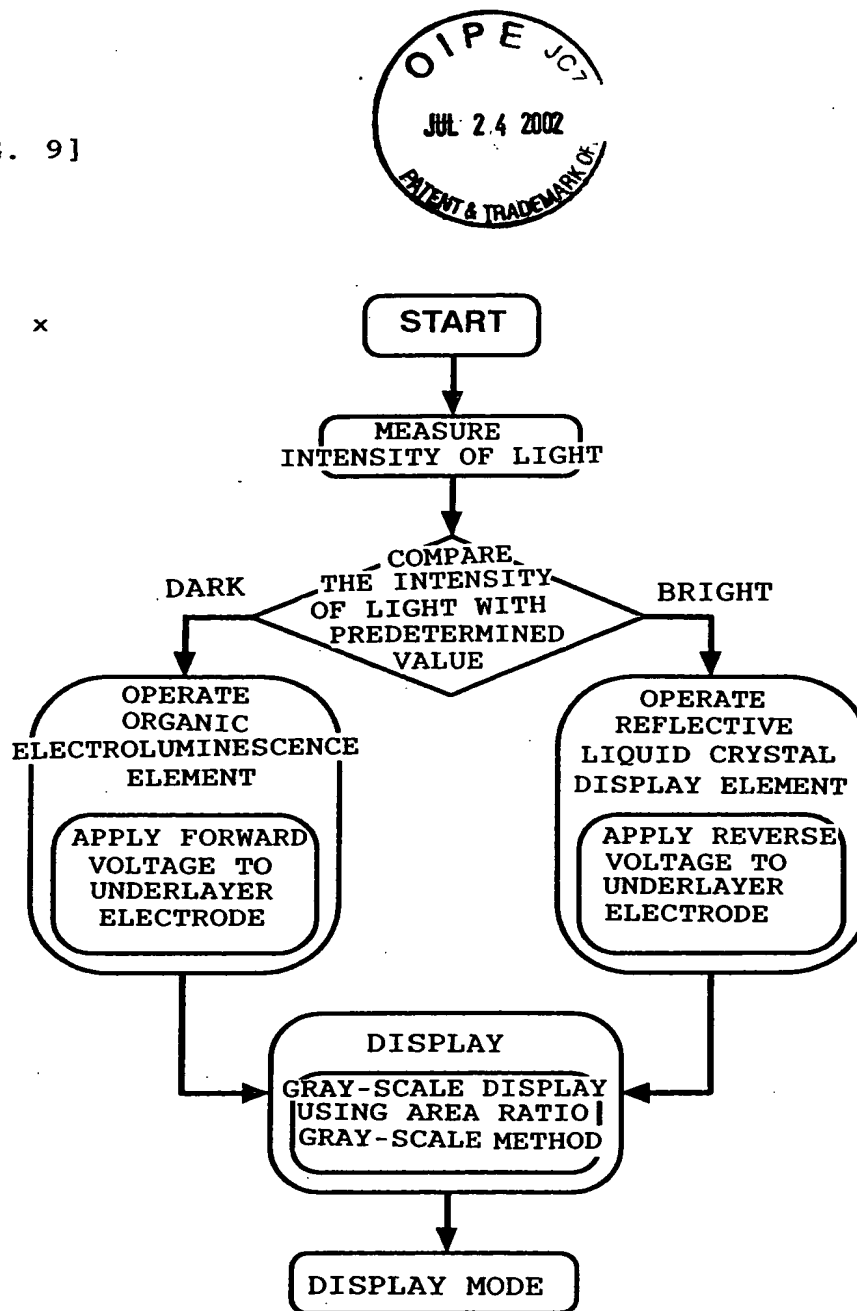 OIPE JC7
JUL 24 2002
PATENT & TRADEMARK OF
. 9]
x
START
MEASURE
INTENSITY OF LIGHT
COMPARE
THE INTENSITY
OF LIGHT WITH
PREDETERMINED
VALUE
DARK
BRIGHT
OPERATE
ORGANIC
ELECTROLUMINESCENCE
ELEMENT
APPLY FORWARD
VOLTAGE TO
UNDERLAYER
ELECTRODE
OPERATE
REFLECTIVE
LIQUID CRYSTAL
DISPLAY ELEMENT
APPLY REVERSE
VOLTAGE TO
UNDERLAYER
ELECTRODE
DISPLAY
GRAY-SCALE DISPLAY
USING AREA RATIO
GRAY-SCALE METHOD
DISPLAY MODE